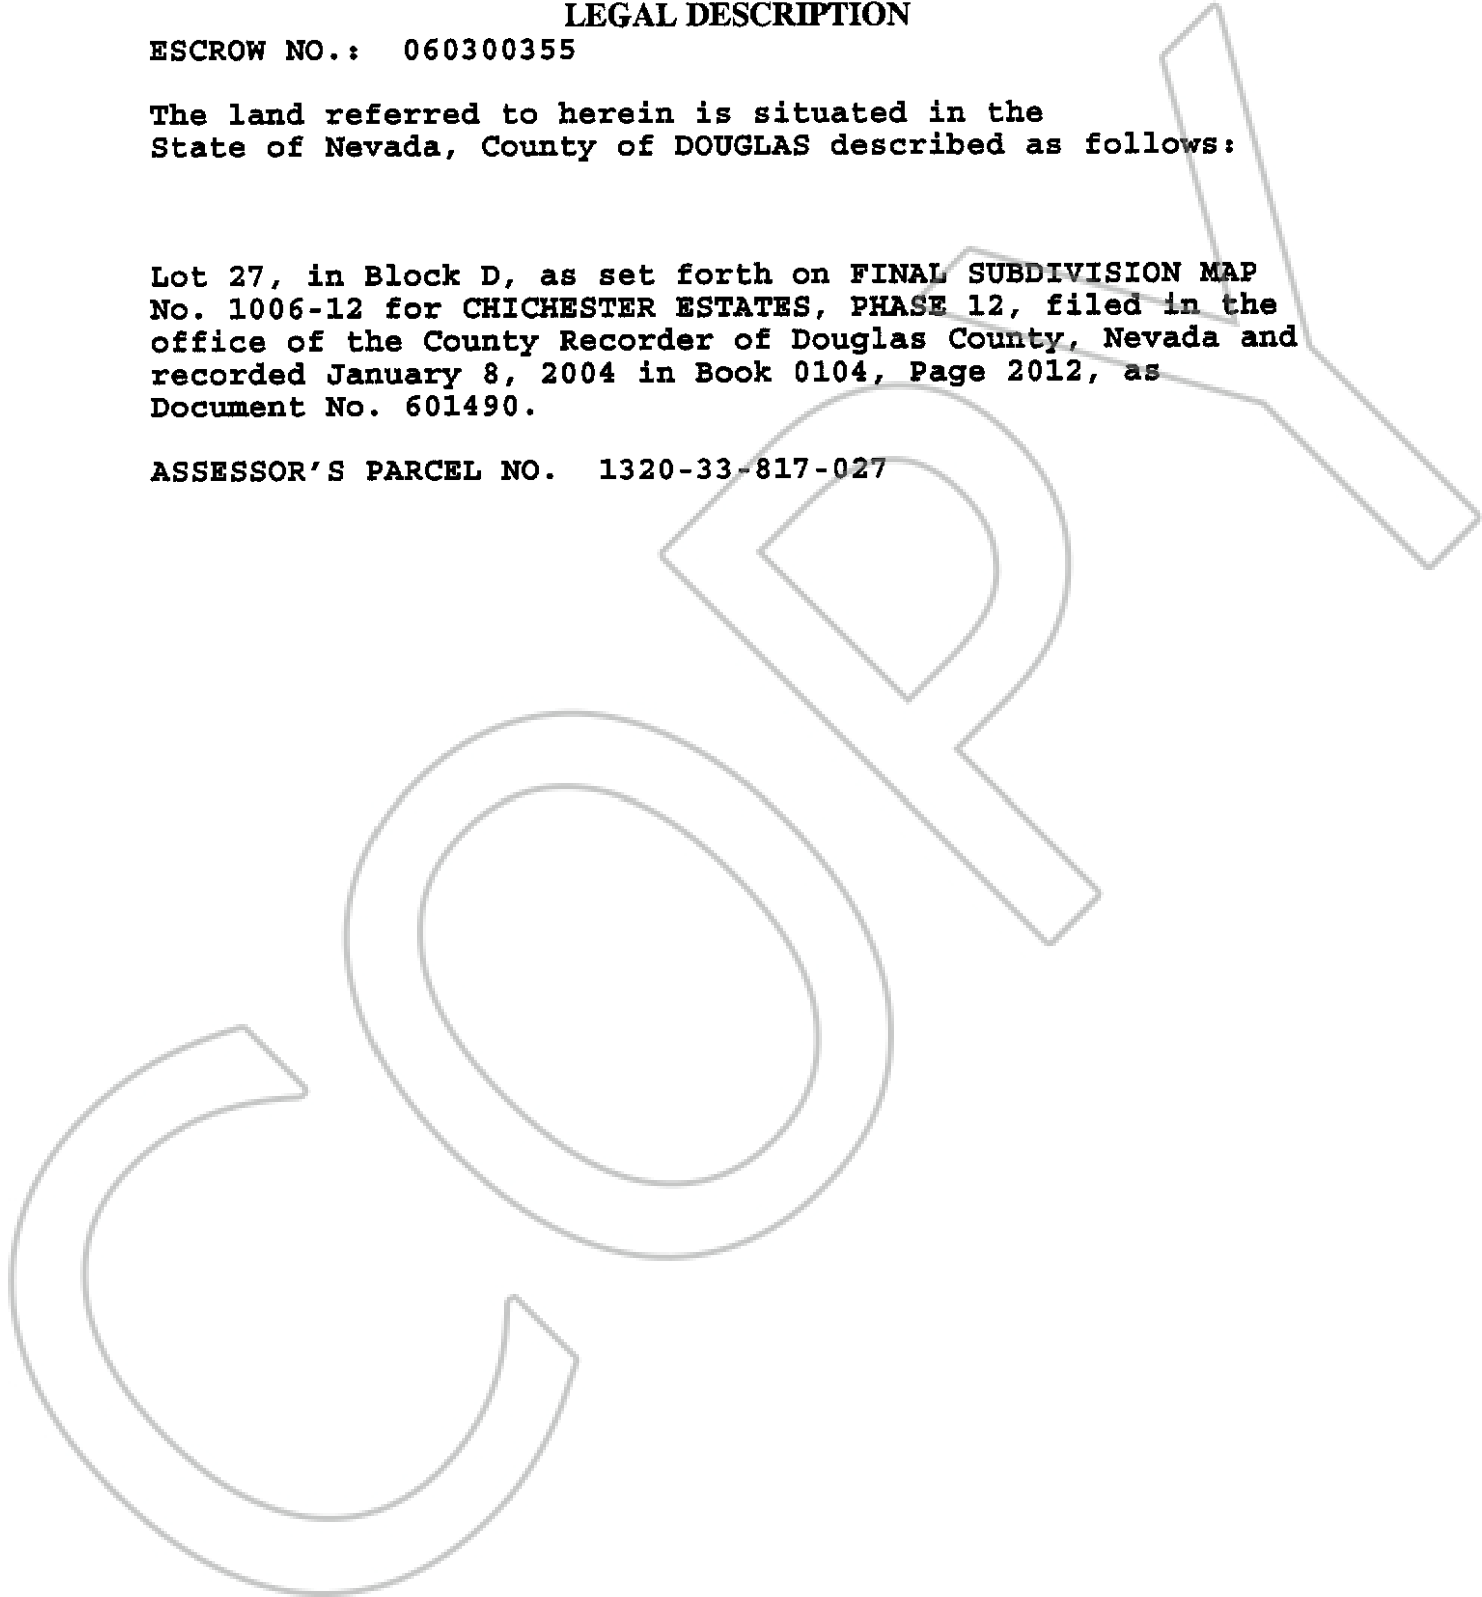 LEGAL DESCRIPTION
ESCROW NO.: 060300355
The land referred to herein is situated in the
State of Nevada, County of DOUGLAS described as follows:
Lot 27, in Block D, as set forth on FINAL SUBDIVISION MAP
No. 1006-12 for CHICHESTER ESTATES, PHASE 12, filed in the
office of the County Recorder of Douglas County, Nevada and
recorded January 8, 2004 in Book 0104, Page 2012, as
Document No. 601490.
ASSESSOR'S PARCEL NO. 1320-33-817-027
COPY